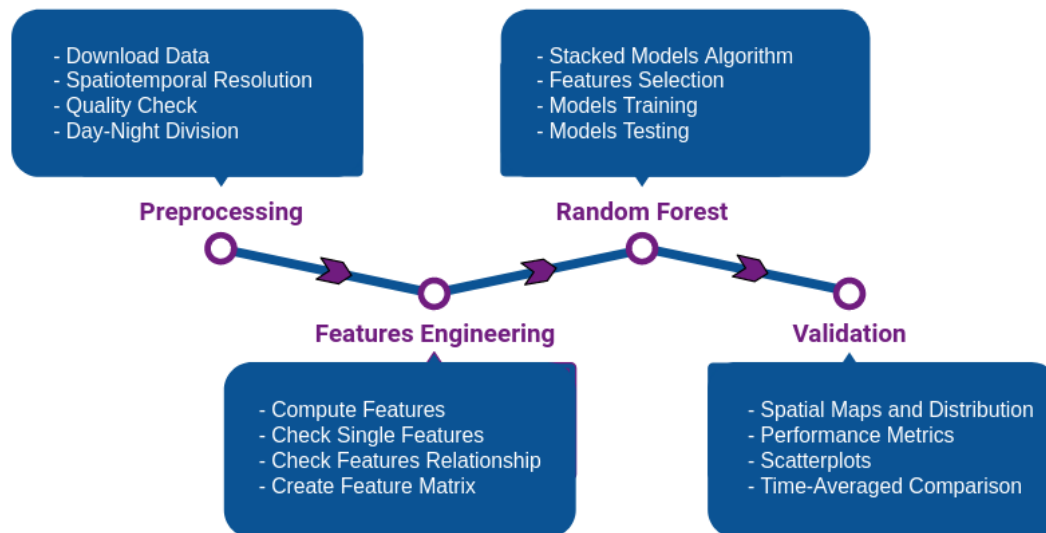 - Download Data
- Spatiotemporal Resolution
- Quality Check
- Day-Night Division
Preprocessing
- Stacked Models Algorithm
- Features Selection
- Models Training
- Models Testing
Random Forest
Features Engineering
- Compute Features
- Check Single Features
- Check Features Relationship
- Create Feature Matrix
Validation
- Spatial Maps and Distribution
- Performance Metrics
- Scatterplots
- Time-Averaged Comparison